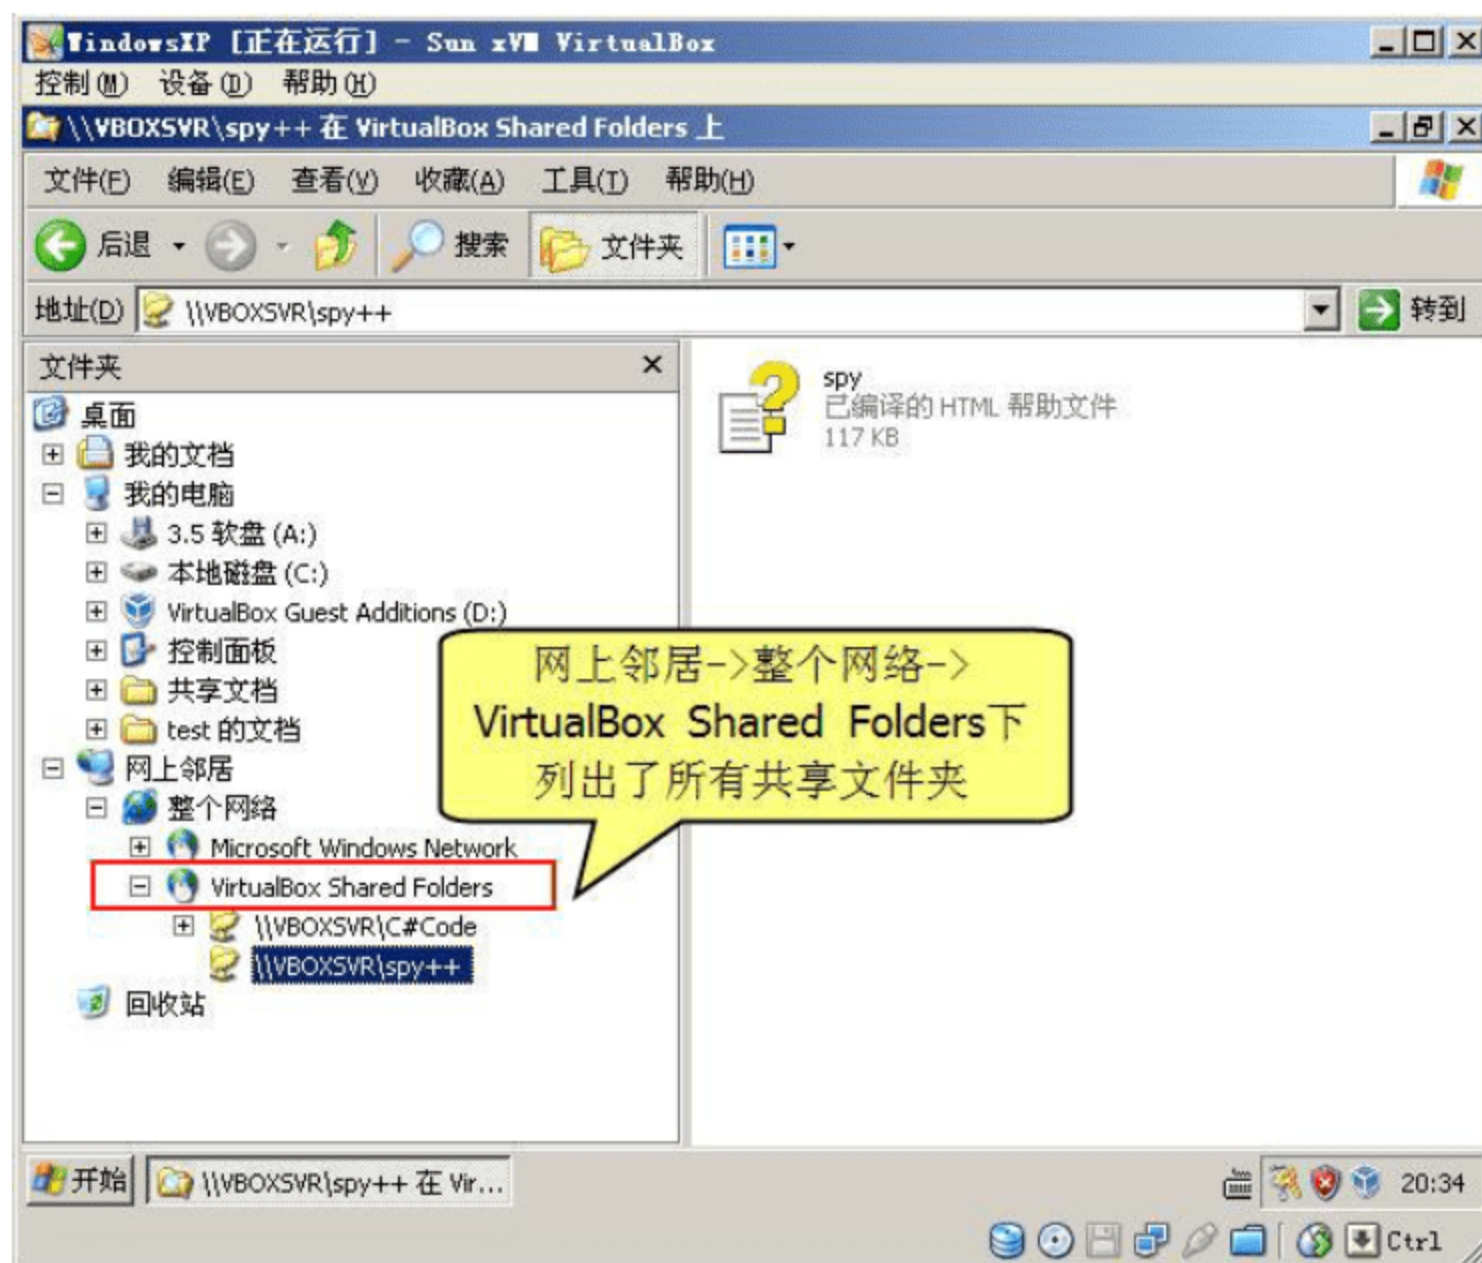 WindowsXP [正在运行] - Sun xVM VirtualBox
控制(M) 设备(D) 帮助(H)
\\VBOXSVR\spy++ 在 VirtualBox Shared Folders 上
文件(F) 编辑(E) 查看(V) 收藏(A) 工具(T) 帮助(H)
后退 搜索 文件夹
地址(D) \\VBOXSVR\spy++ 转到
文件夹
桌面
我的文档
我的电脑
3.5 软盘 (A:)
本地磁盘 (C:)
VirtualBox Guest Additions (D:)
控制面板
共享文档
test 的文档
网上邻居
整个网络
Microsoft Windows Network
VirtualBox Shared Folders
\\VBOXSVR\C#Code
\\VBOXSVR\spy++
回收站
spy
已编译的 HTML 帮助文件
117 KB
网上邻居->整个网络->
VirtualBox Shared Folders下
列出了所有共享文件夹
开始 \\VBOXSVR\spy++ 在 Vir... 20:34
Ctrl